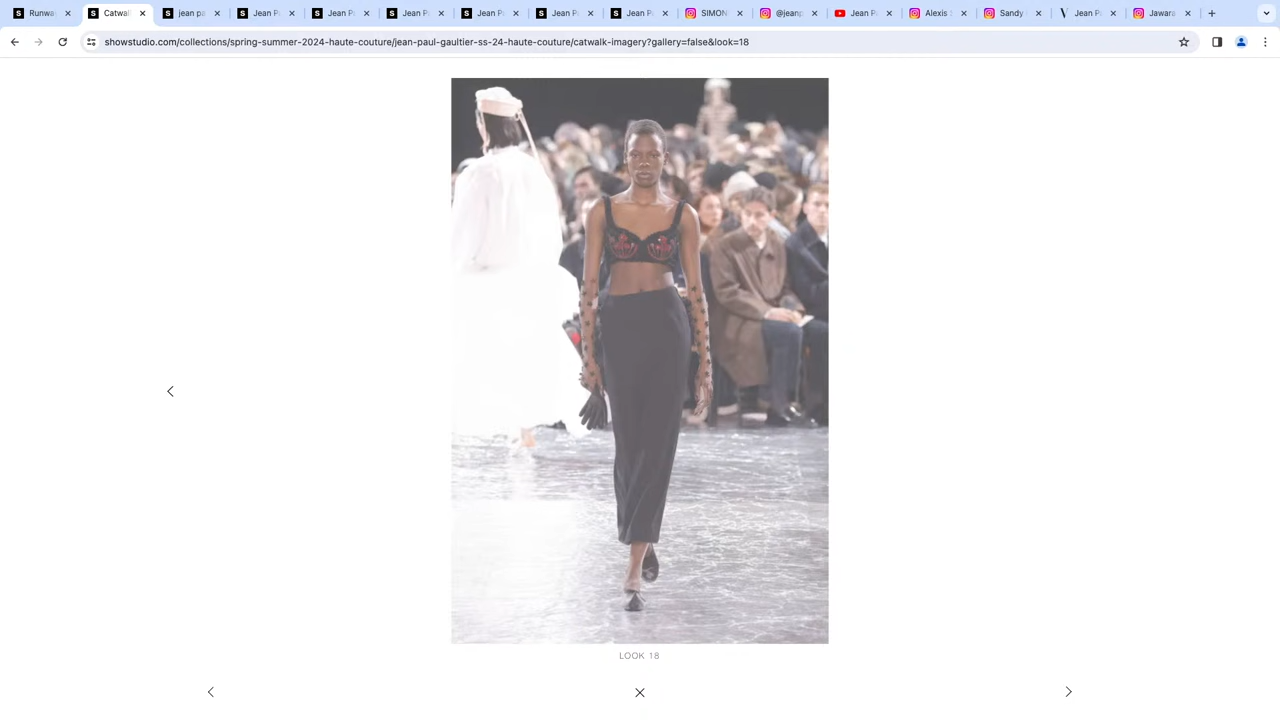 Runwa
Catwal
jean pa
Jean P
Jean P
Jean P
Jean P
Jean P
Jean P
SIMON
@jeanp
Jean P
Alexis
Sandy
Jean P
Jawara
showstudio.com/collections/spring-summer-2024-haute-couture/jean-paul-gaultier-ss-24-haute-couture/catwalk-imagery?gallery=false&look=18
LOOK 18